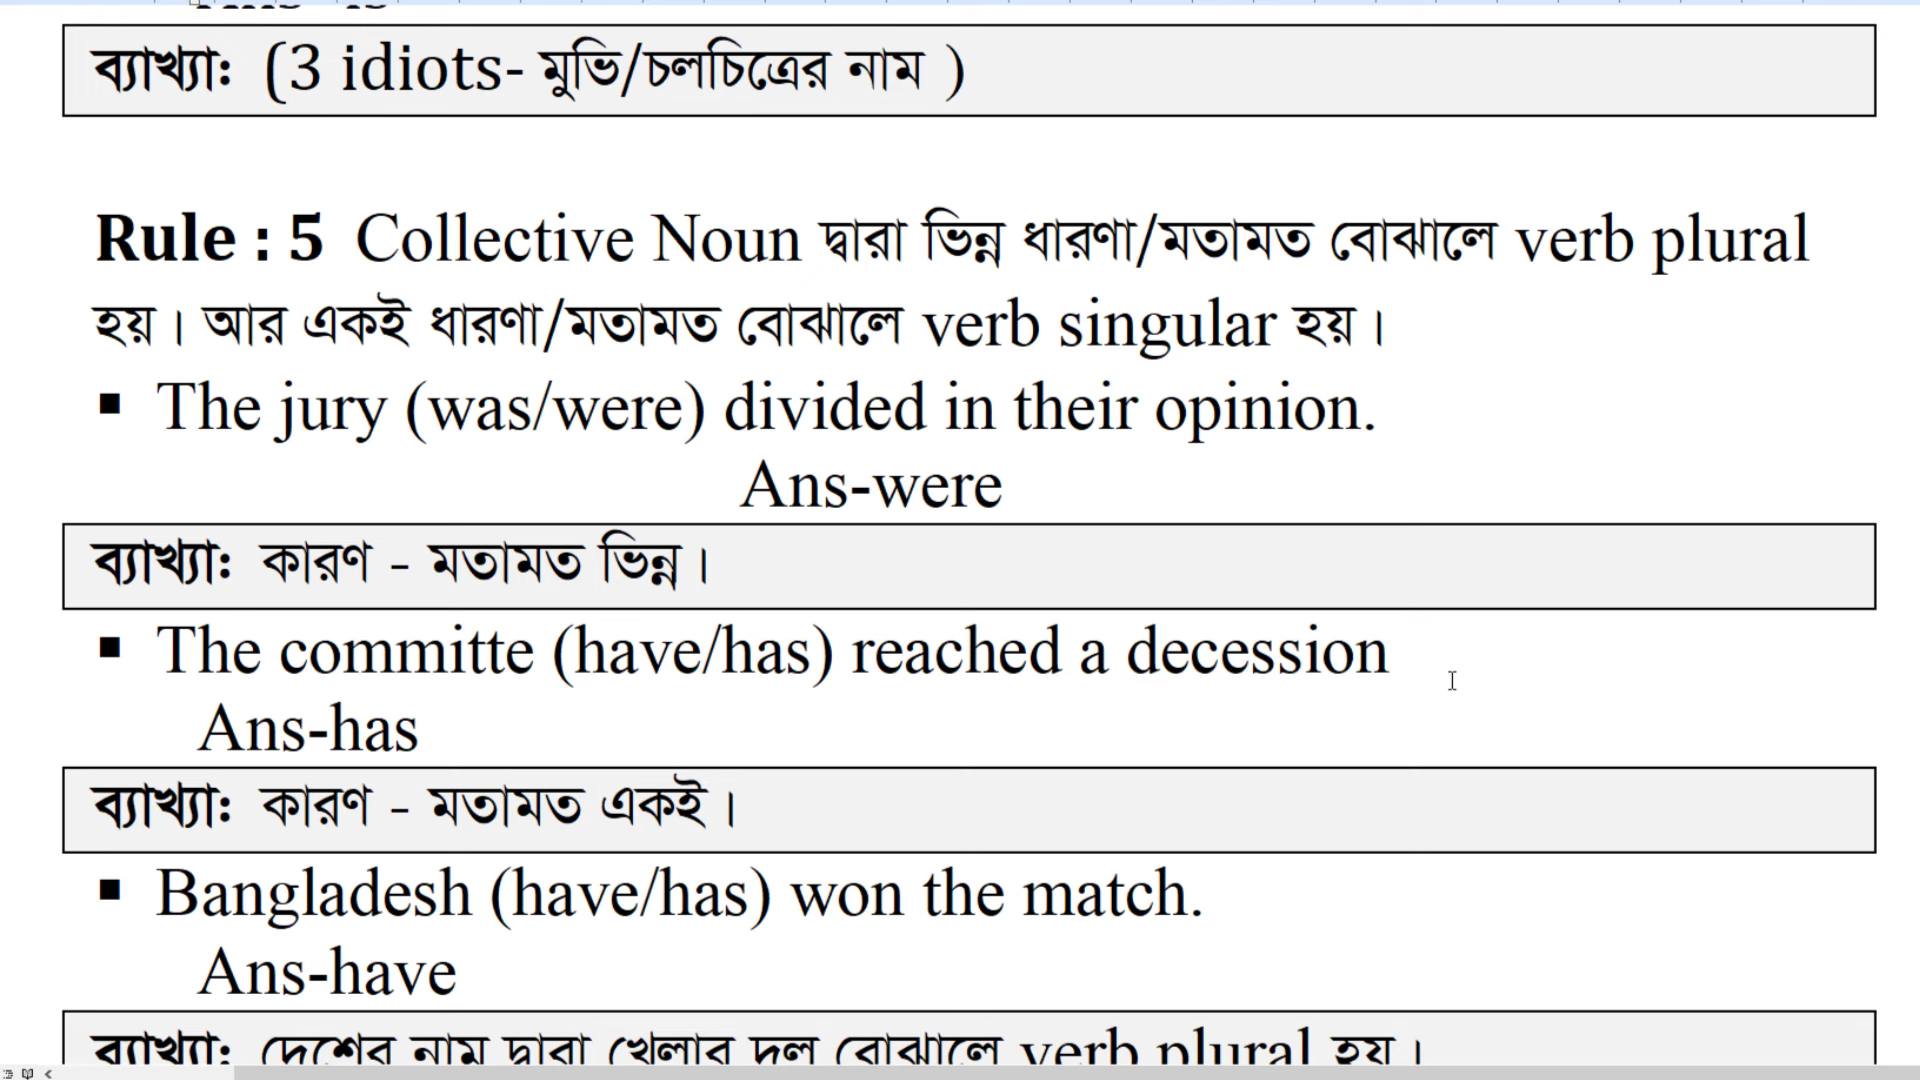 ব্যাখ্যা: (3 idiots- মুভি/চলচিত্রের নাম )
Rule : 5 Collective Noun দ্বারা ভিন্ন ধারণা/মতামত বোঝালে verb plural
হয়। আর একই ধারণা/মতামত বোঝালে verb singular হয়।
▪ The jury (was/were) divided in their opinion.
Ans-were
ব্যাখ্যা: কারণ - মতামত ভিন্ন।
▪ The committe (have/has) reached a decession
Ans-has
ব্যাখ্যা: কারণ - মতামত একই।
▪ Bangladesh (have/has) won the match.
Ans-have
ব্যাখ্যা: দেশের নাম দ্বারা খেলার দল বোঝালে verb plural হয়।